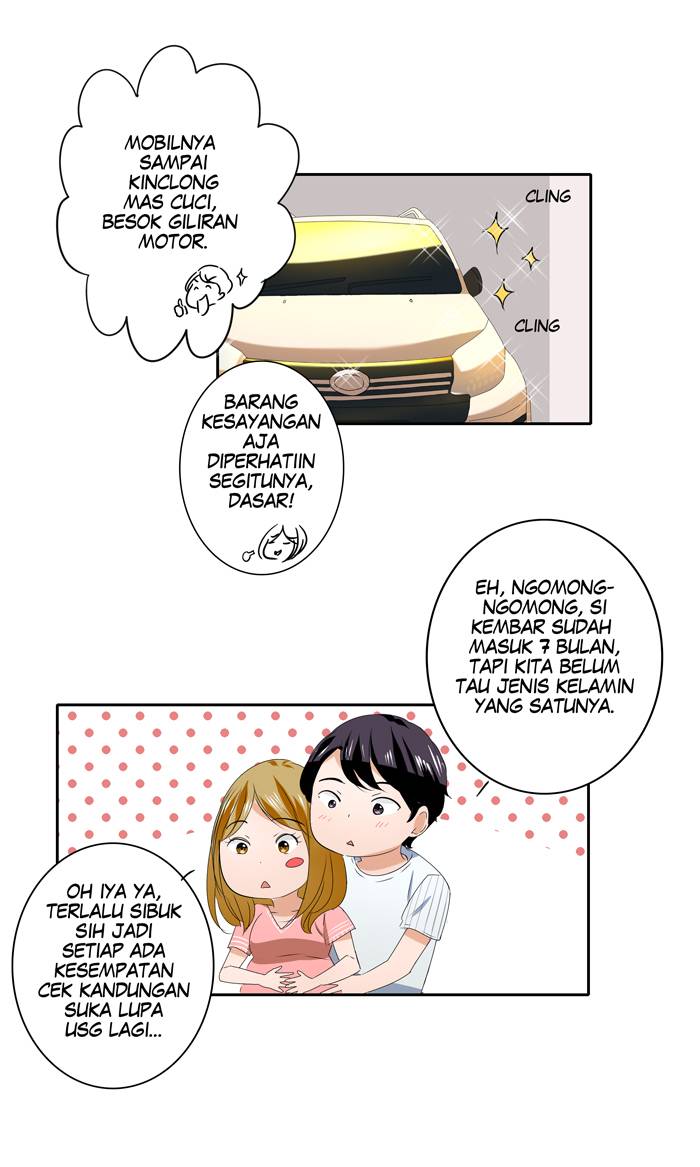 MOBILNYA
SAMPAI
KINCLONG
MAS CUCI,
BESOK GILIRAN
MOTOR.
CLING
CLING
BARANG
KESAYANGAN
AJA
DIPERHATIIN
SEGITUNYA,
DASAR!
EH, NGOMONG-
NGOMONG, SI
KEMBAR SUDAH
MASUK 7 BULAN,
TAPI KITA BELUM
TAU JENIS KELAMIN
YANG SATUNYA.
OH IYA YA,
TERLALU SIBUK
SIH JADI
SETIAP ADA
KESEMPATAN
CEK KANDUNGAN
SUKA LUPA
USG LAGI...